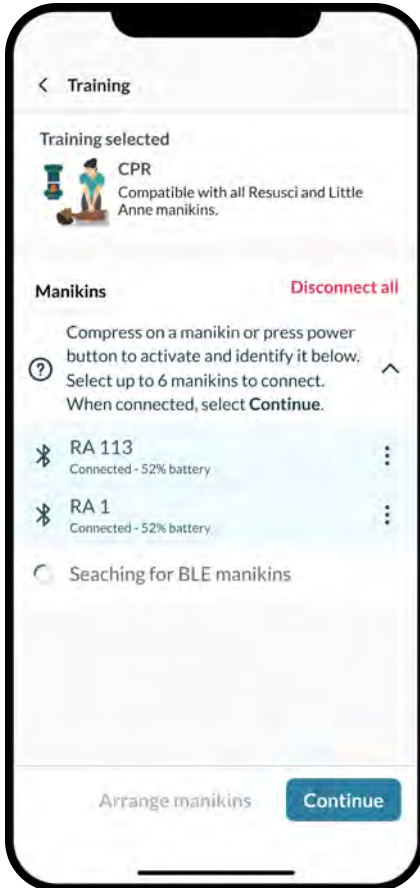 Training
Training selected
CPR
Compatible with all Resusci and Little
Anne manikins.
Manikins
Disconnect all
Compress on a manikin or press power
button to activate and identify it below.
Select up to 6 manikins to connect.
When connected, select Continue.
RA 113
Connected - 52% battery
RA 1
Connected - 52% battery
Seaching for BLE manikins
Arrange manikins
Continue